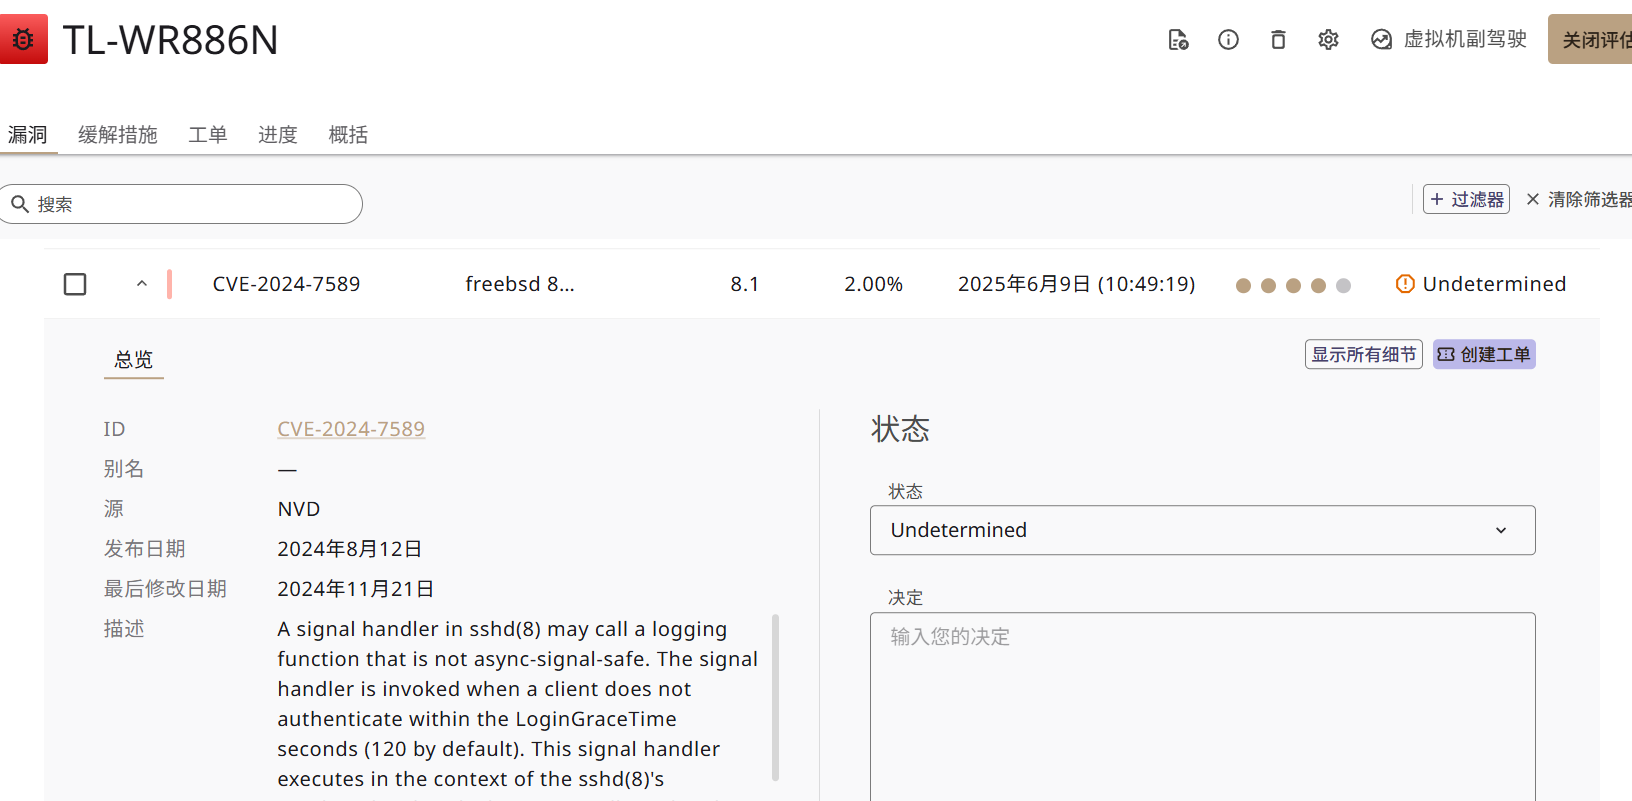 TL-WR886N
虚拟机副驾驶
关闭评估
漏洞 缓解措施 工单 进度 概括
搜索
过滤器
清除筛选器
CVE-2024-7589 freebsd 8... 8.1 2.00% 2025年6月9日 (10:49:19) Undetermined
总览
显示所有细节
创建工单
ID CVE-2024-7589
别名 —
源 NVD
发布日期 2024年8月12日
最后修改日期 2024年11月21日
描述 A signal handler in sshd(8) may call a logging
function that is not async-signal-safe. The signal
handler is invoked when a client does not
authenticate within the LoginGraceTime
seconds (120 by default). This signal handler
executes in the context of the sshd(8)'s
状态
状态
Undetermined
决定
输入您的决定